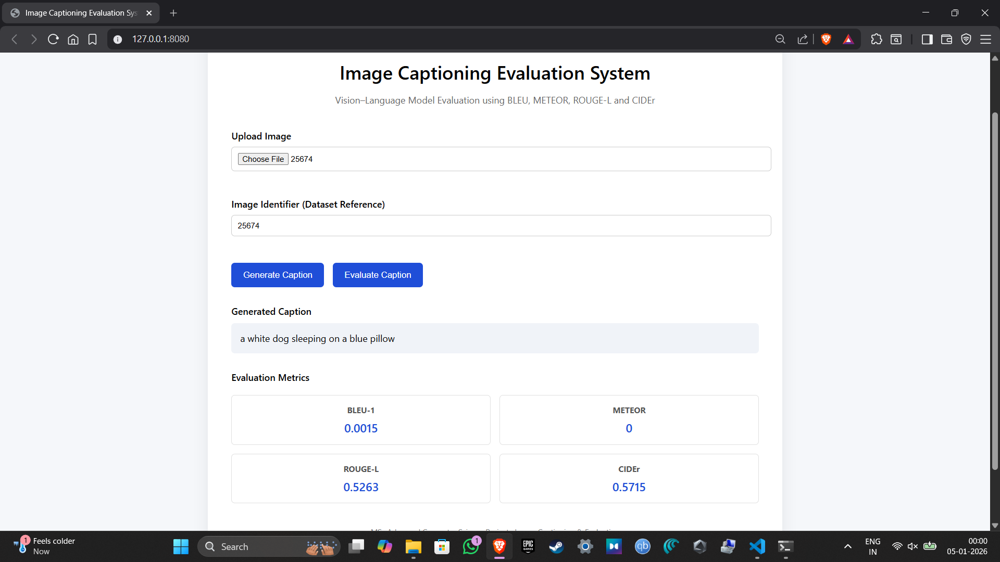 Image Captioning Evaluation Sys
127.0.0.1:8080
Image Captioning Evaluation System
Vision–Language Model Evaluation using BLEU, METEOR, ROUGE-L and CIDEr
Upload Image
Choose File 25674
Image Identifier (Dataset Reference)
25674
Generate Caption Evaluate Caption
Generated Caption
a white dog sleeping on a blue pillow
Evaluation Metrics
BLEU-1
0.0015
METEOR
0
ROUGE-L
0.5263
CIDEr
0.5715
1
Feels colder
Now
Search
1
EPIC
GAMES
qb
ENG
IN
00:00
05-01-2026